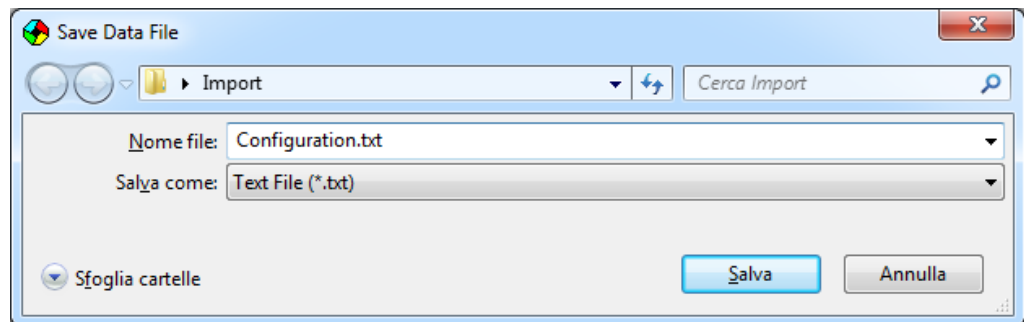 Save Data File
Import
Cerca Import
Nome file: Configuration.txt
Salva come: Text File (*.txt)
Sfoglia cartelle
Salva
Annulla